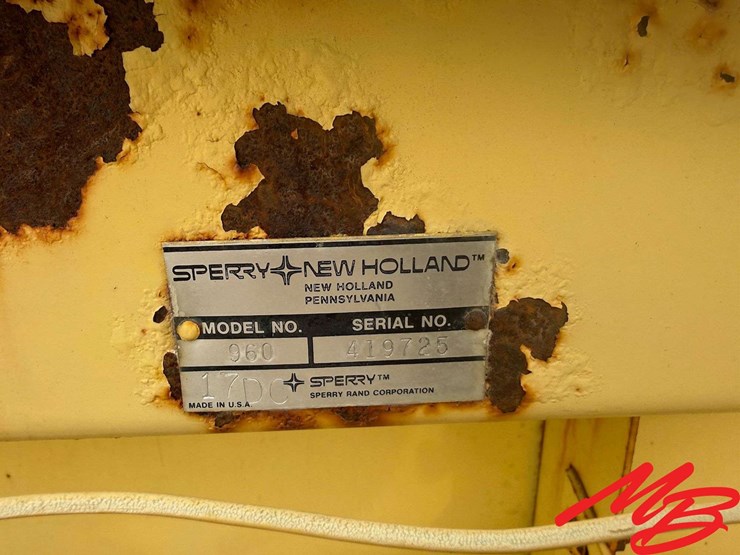 SPERRY NEW HOLLAND™
NEW HOLLAND
PENNSYLVANIA
MODEL NO. SERIAL NO.
960 419725
17DC SPERRY™
MADE IN U.S.A. SPERRY RAND CORPORATION
MB